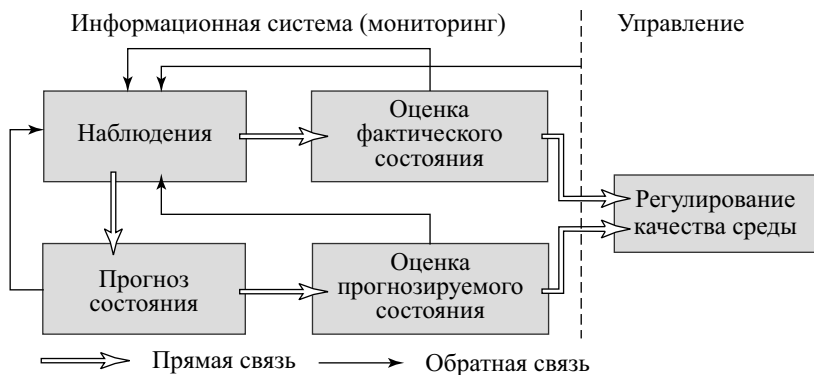 Информационная система (мониторинг)
Управление
Наблюдения
Оценка
фактического
состояния
Регулирование
качества среды
Прогноз
состояния
Оценка
прогнозируемого
состояния
Прямая связь
Обратная связь